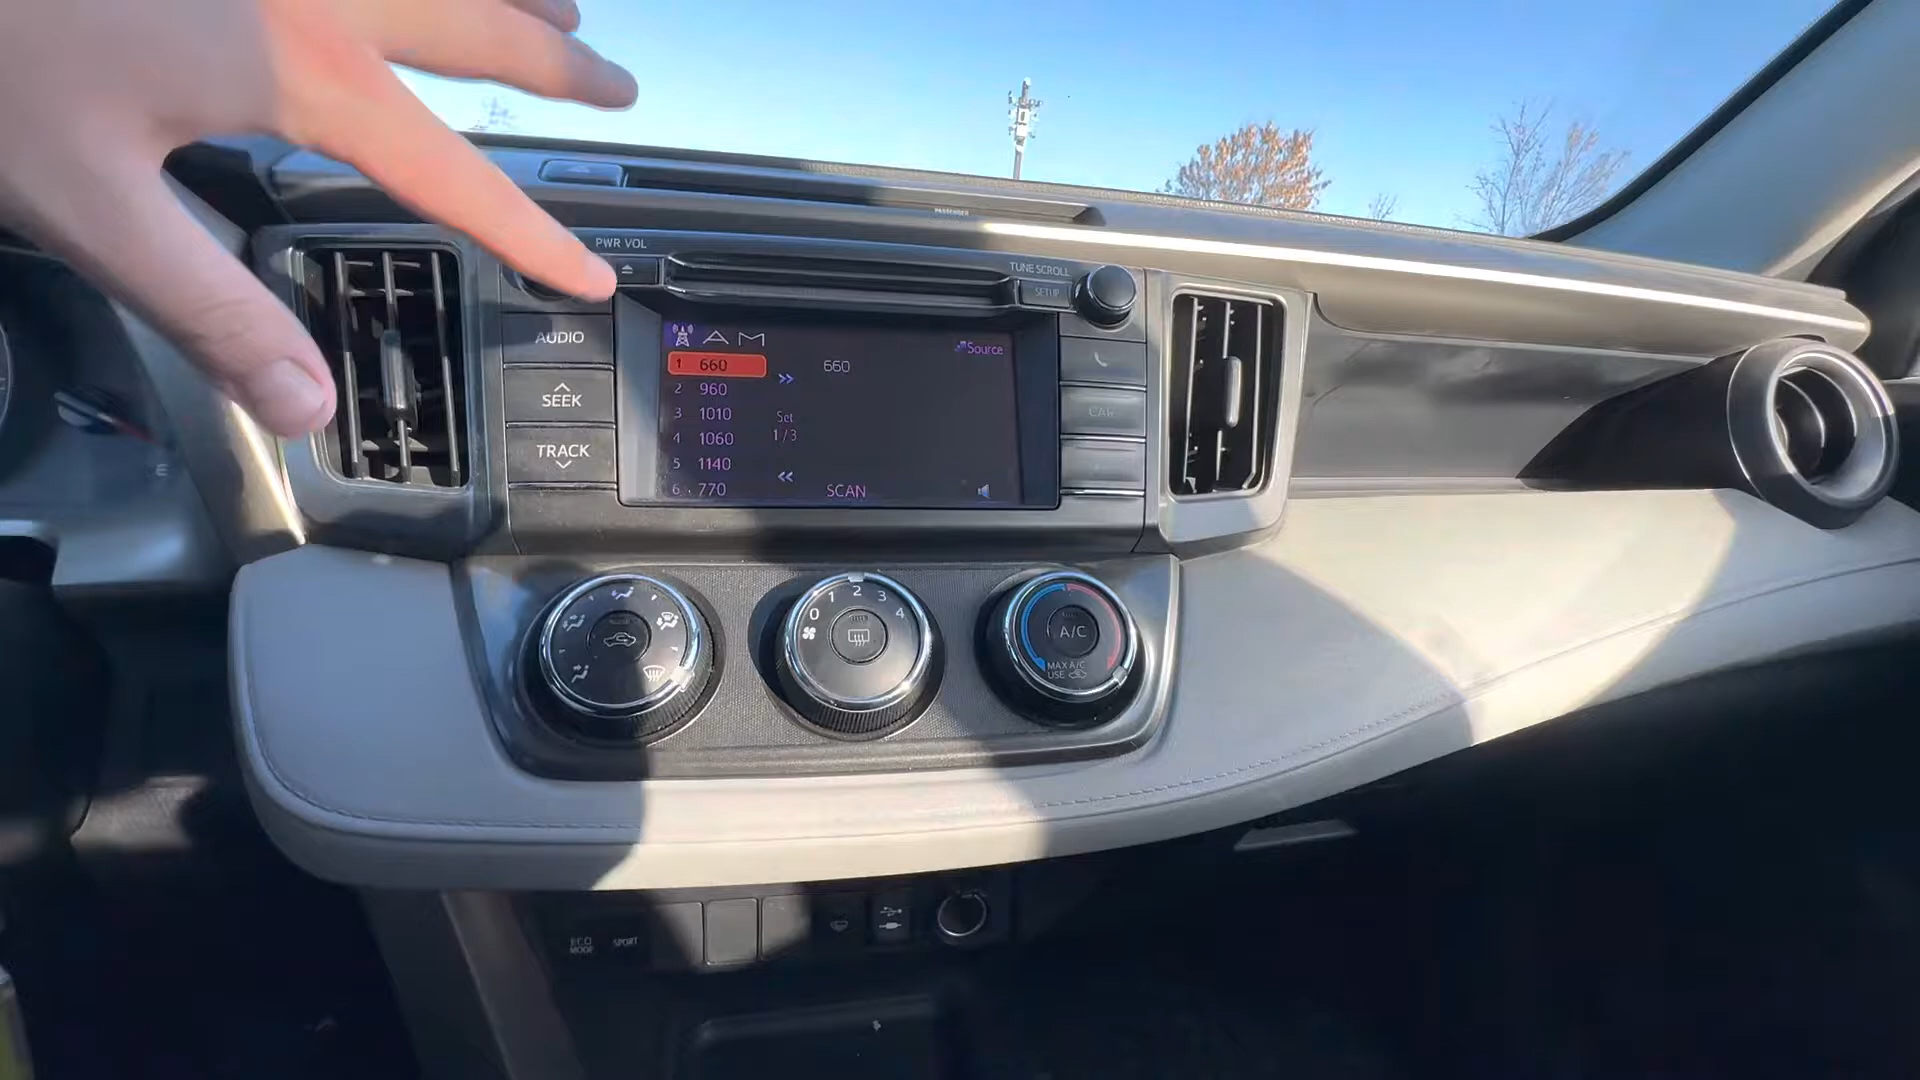 PASSENGER
PWR VOL
TUNE SCROLL
SETUP
AUDIO
SEEK
TRACK
AM
Source
1 660
660
2 960
3 1010
Set
4 1060
1/3
5 1140
6 770
SCAN
CAR
0 1 2 3 4
A/C
MAX A/C
USE
ECO
MODE
SPORT